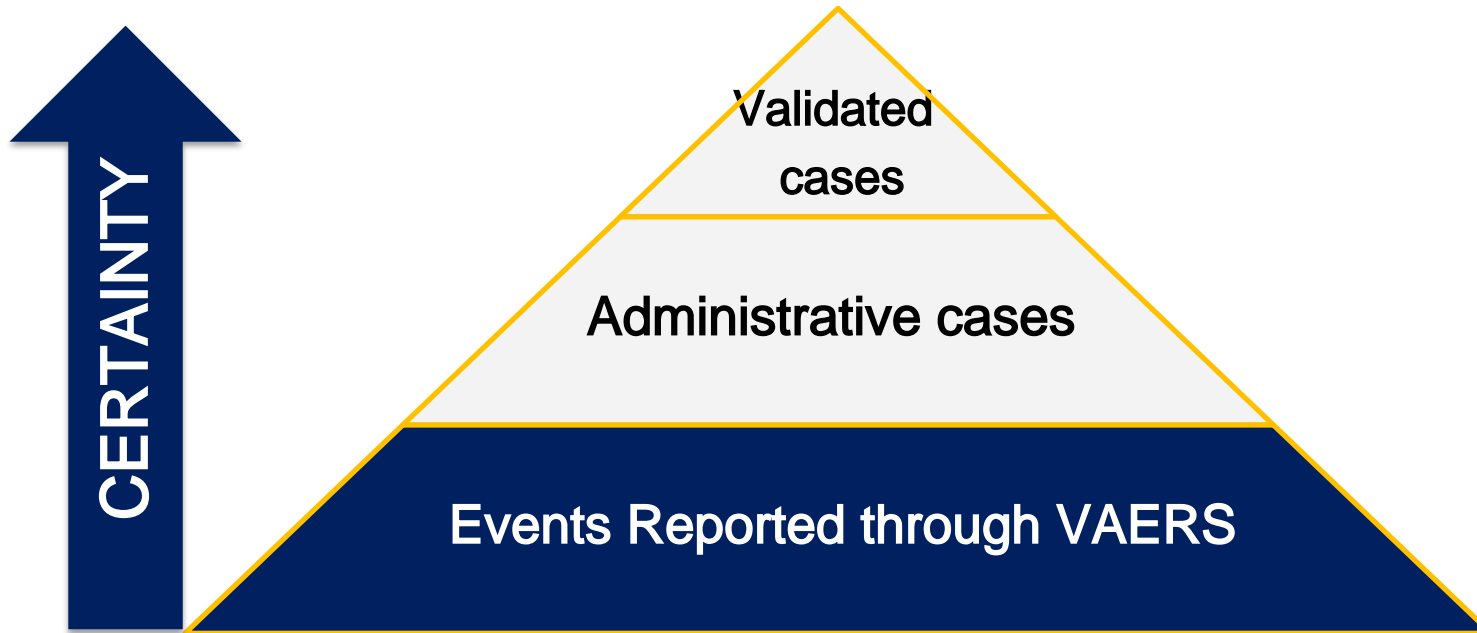 CERTAINTY
Validated
cases
Administrative cases
Events Reported through VAERS